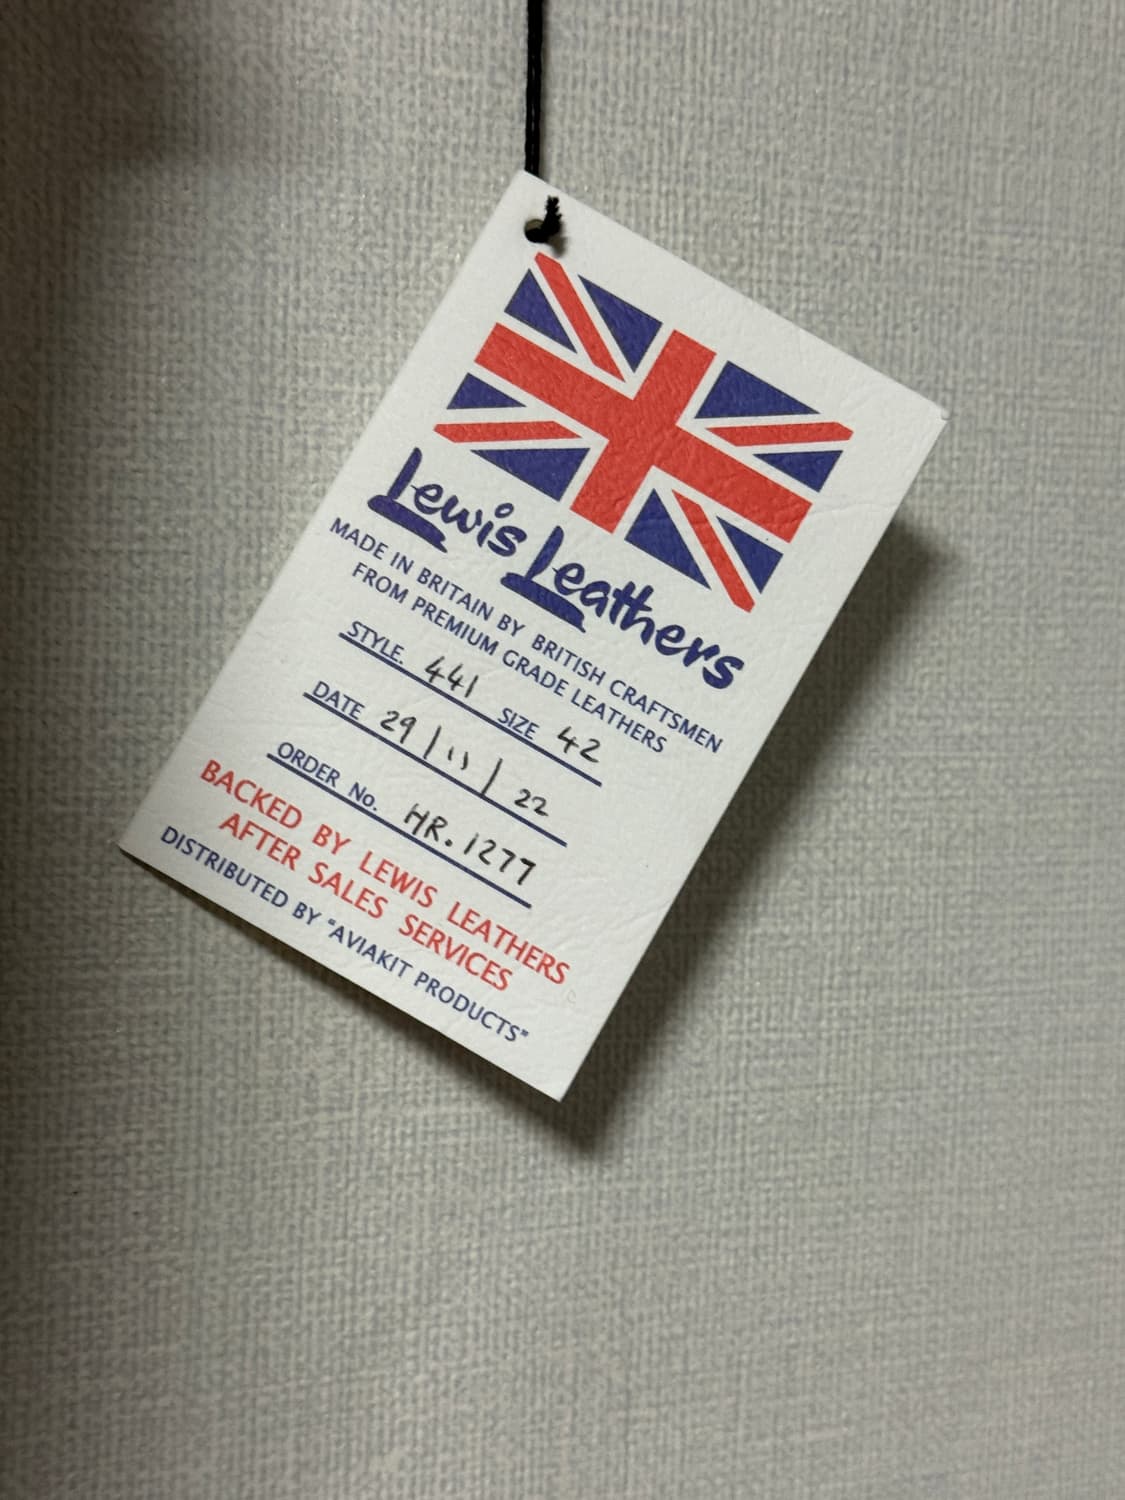 Lewis Leathers
MADE IN BRITAIN BY BRITISH CRAFTSMEN
FROM PREMIUM GRADE LEATHERS
STYLE. 441 SIZE 42
DATE 29/11/22
ORDER No. HR.1277
BACKED BY LEWIS LEATHERS
AFTER SALES SERVICES
DISTRIBUTED BY "AVIAKIT PRODUCTS"